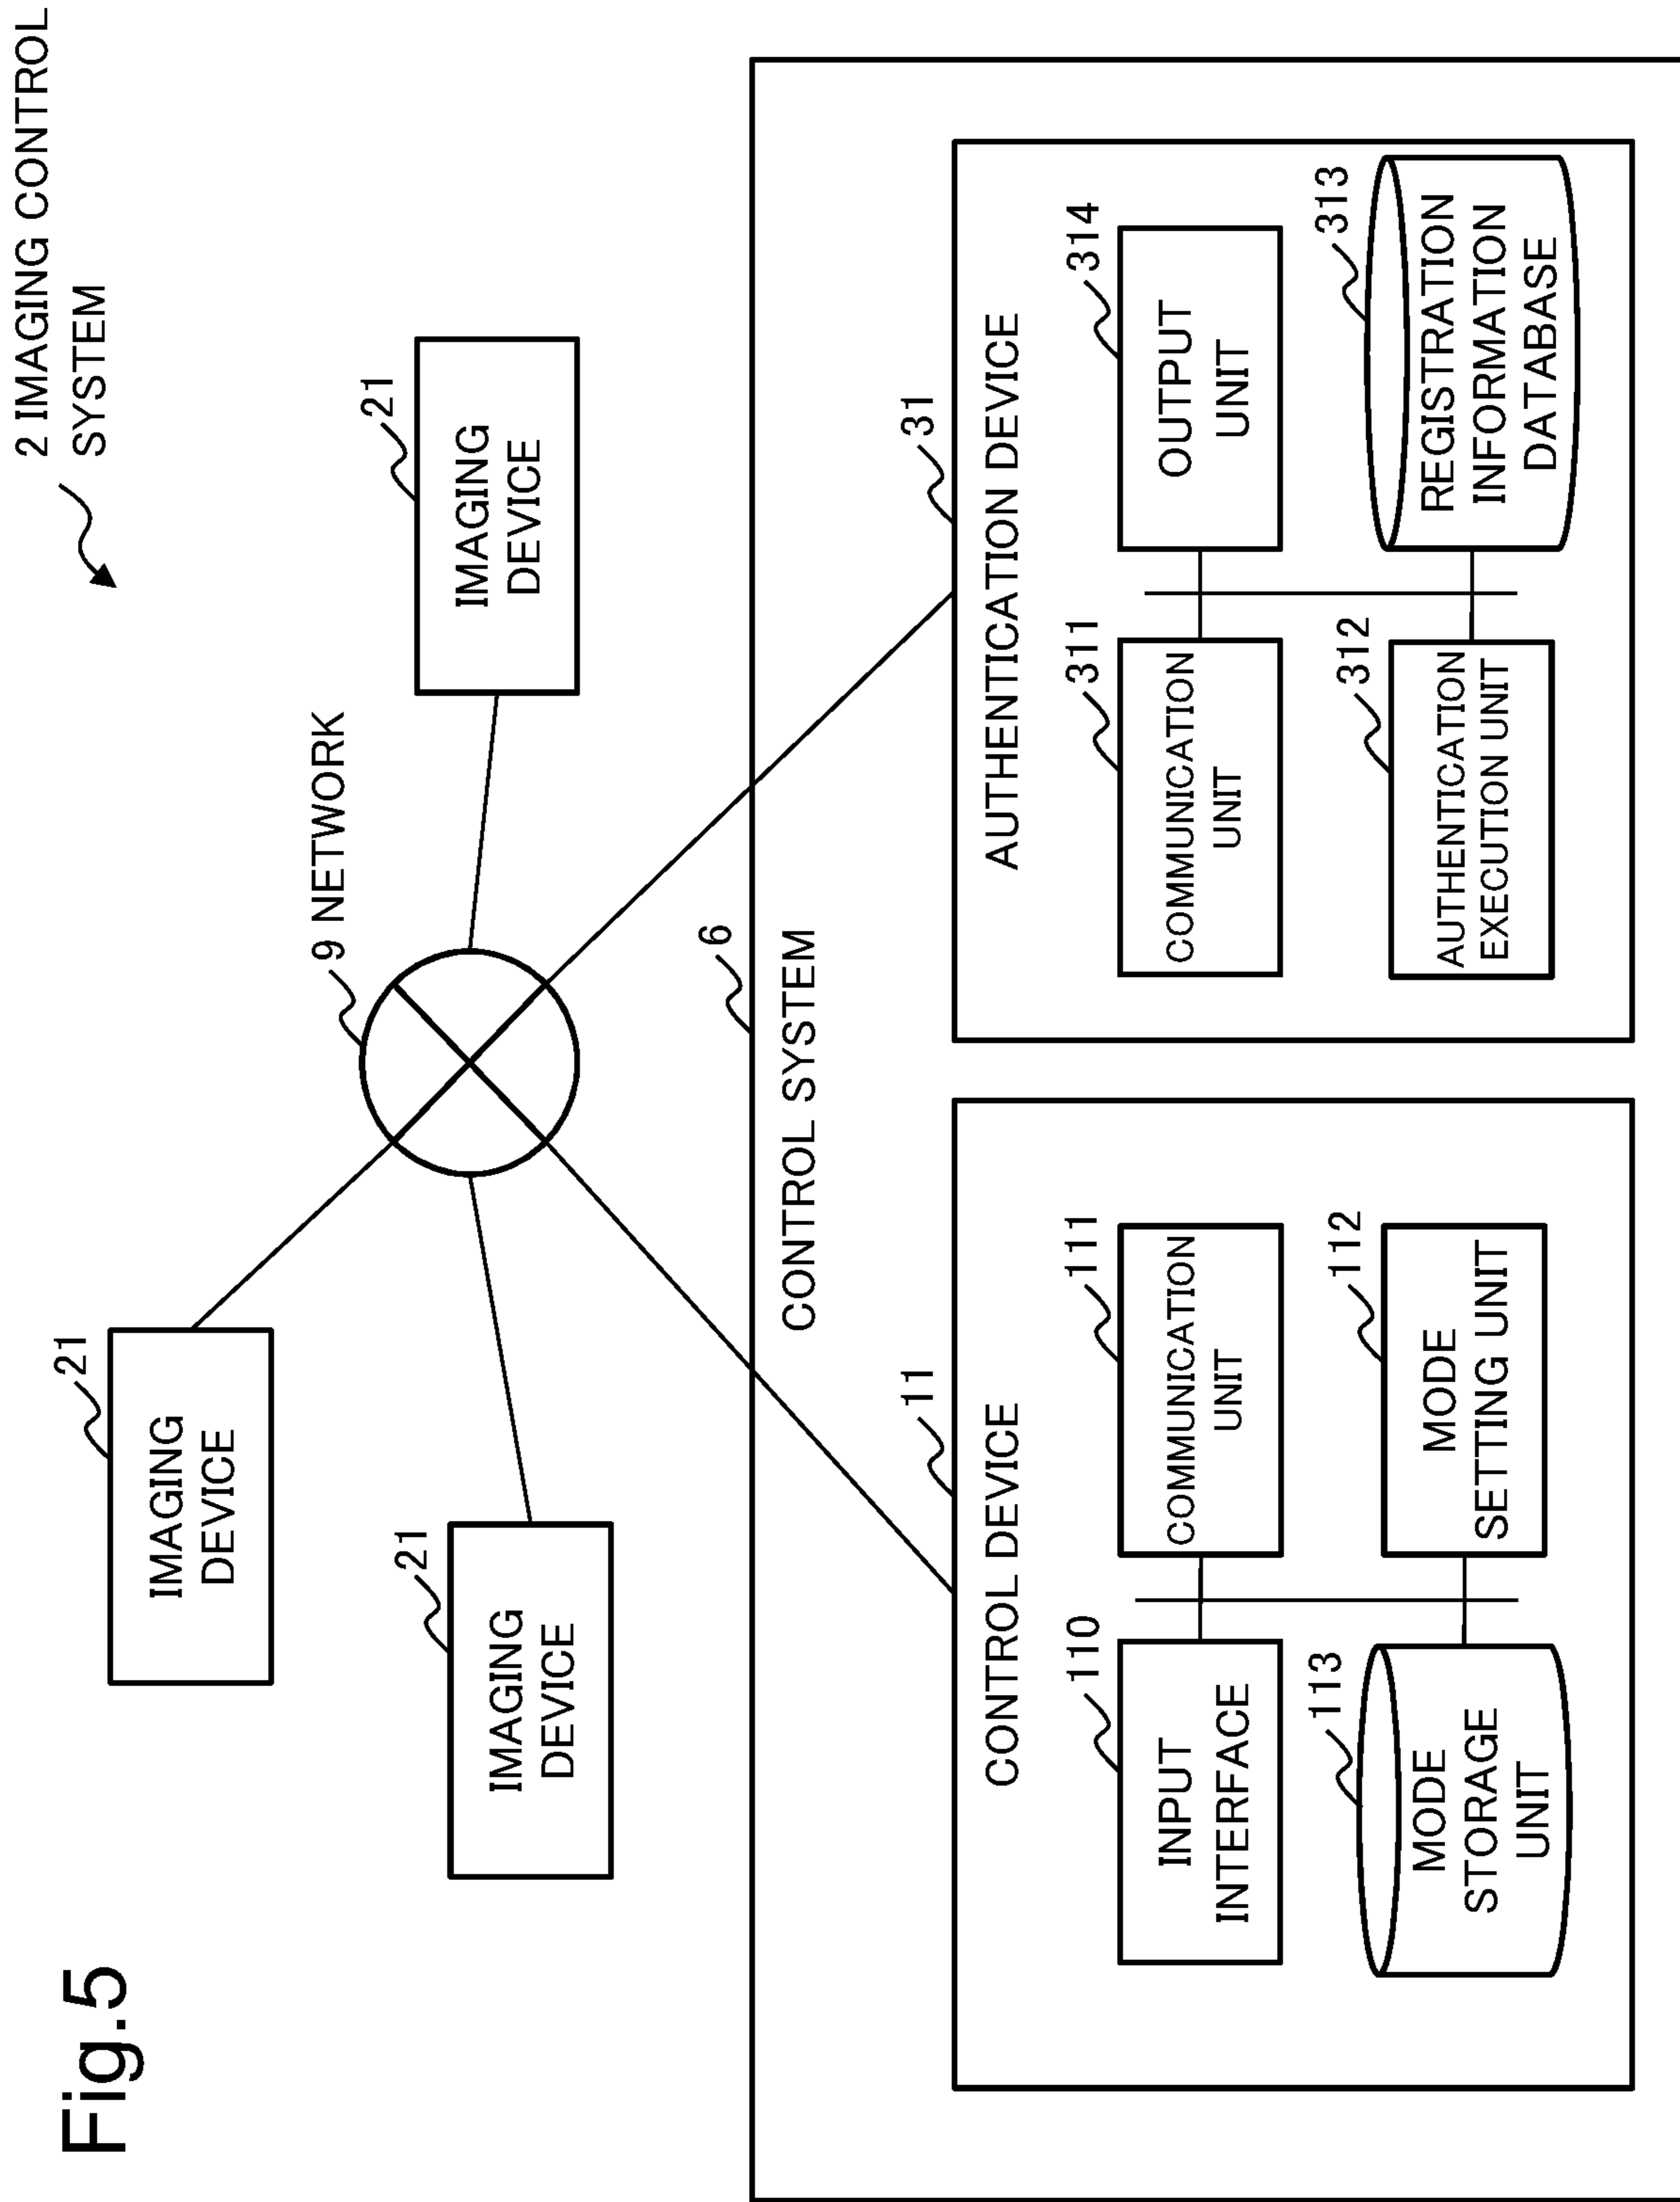 Fig.5
2 IMAGING CONTROL
SYSTEM
21
IMAGING
DEVICE
21
IMAGING
DEVICE
9 NETWORK
21
IMAGING
DEVICE
6
CONTROL SYSTEM
11
CONTROL DEVICE
110
INPUT
INTERFACE
111
COMMUNICATION
UNIT
113
MODE
STORAGE
UNIT
112
MODE
SETTING UNIT
31
AUTHENTICATION DEVICE
311
COMMUNICATION
UNIT
314
OUTPUT
UNIT
312
AUTHENTICATION
EXECUTION UNIT
313
REGISTRATION
INFORMATION
DATABASE